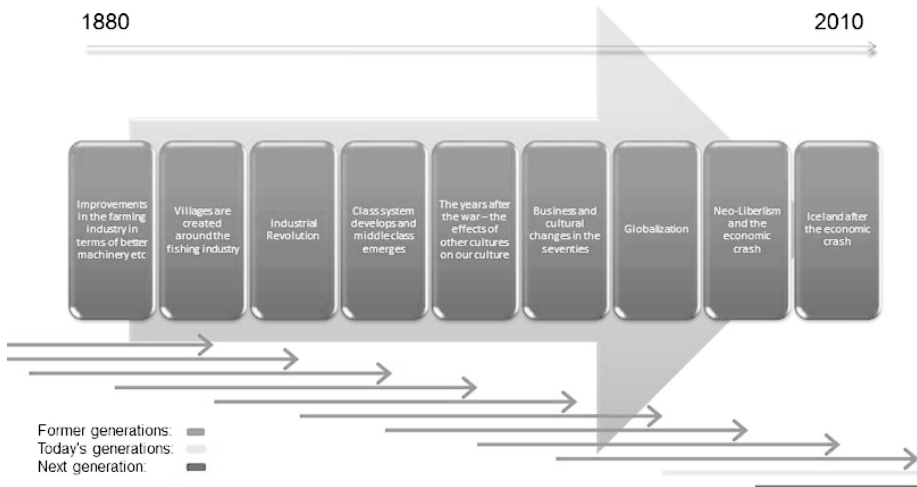 1880
2010
Improvements
in the farming
industry in
terms of better
machinery etc
Villages are
created
around the
fishing industry
Industrial
Revolution
Class system
develops and
middle class
emerges
The years after
the war – the
effects of
other cultures
on our culture
Business and
cultural
changes in the
seventies
Globalization
Neo-Liberlism
and the
economic
crash
Iceland after
the economic
crash
Former generations:
Today's generations:
Next generation: